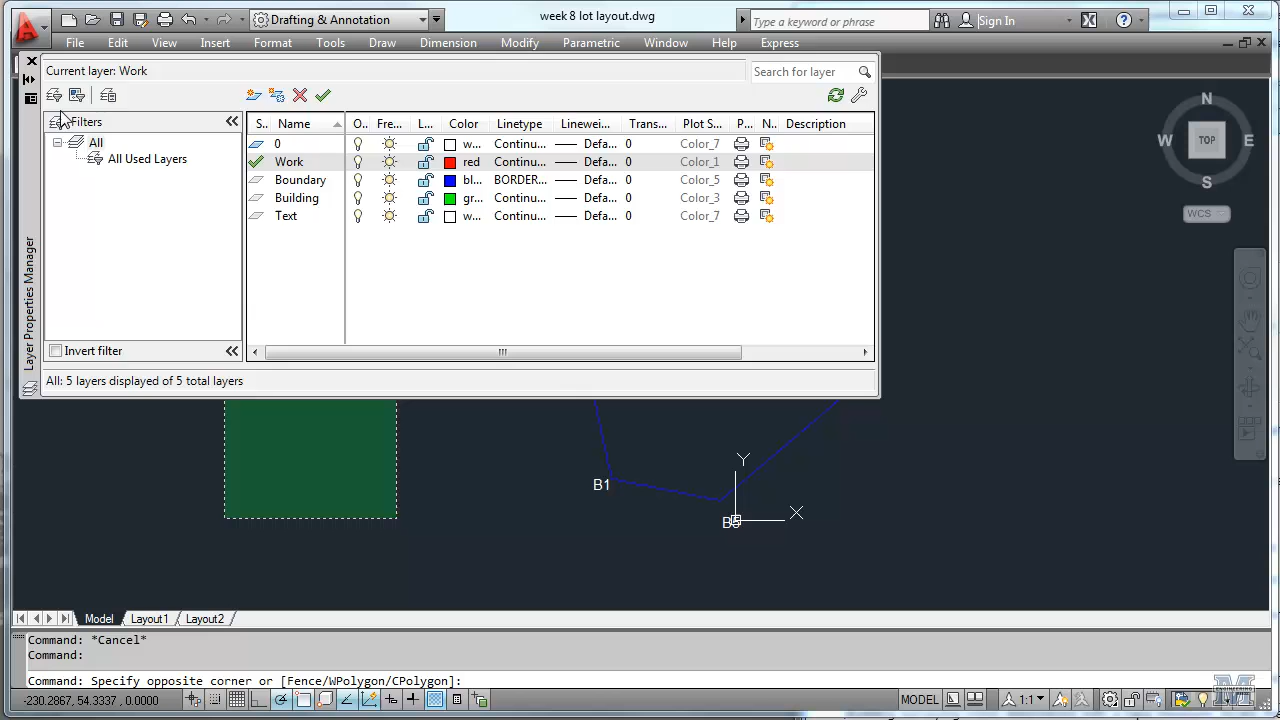 Drafting & Annotation
week 8 lot layout.dwg
Type a keyword or phrase
Sign In
File Edit View Insert Format Tools Draw Dimension Modify Parametric Window Help Express
Current layer: Work
Search for layer
Filters
All
All Used Layers
Invert filter
S.. Name O.. Fre... L... Color Linetype Linewei... Trans... Plot S... P... N.. Description
0 w... Continu... Defa... 0 Color_7
Work red Continu... Defa... 0 Color_1
Boundary bl... BORDER... Defa... 0 Color_5
Building gr... Continu... Defa... 0 Color_3
Text w... Continu... Defa... 0 Color_7
Layer Properties Manager
All: 5 layers displayed of 5 total layers
N
W TOP E
S
WCS
Y
B1
X
Model Layout1 Layout2
Command: *Cancel*
Command:
Command: Specify opposite corner or [Fence/WPolygon/CPolygon]:
-230.2867, 54.3337 , 0.0000
MODEL
1:1